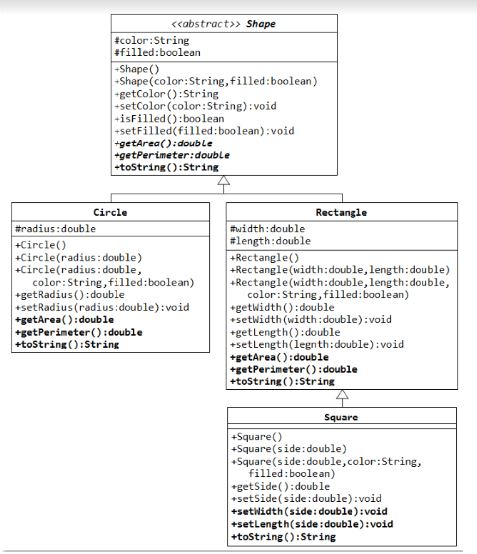 <<abstract>> Shape
#color:String
#filled:boolean
+Shape()
+Shape(color:String,filled:boolean)
+getColor():String
+setColor(color:String):void
+isFilled():boolean
+setFilled(filled:boolean):void
+getArea():double
+getPerimeter:double
+toString():String
Circle
#radius:double
+Circle()
+Circle(radius:double)
+Circle(radius:double,
color:String,filled:boolean)
+getRadius():double
+setRadius(radius:double):void
+getArea():double
+getPerimeter():double
+toString():String
Rectangle
#width:double
#length:double
+Rectangle()
+Rectangle(width:double,length:double)
+Rectangle(width:double,length:double,
color:String,filled:boolean)
+getWidth():double
+setWidth(width:double):void
+getLength():double
+setLength(legnth:double):void
+getArea():double
+getPerimeter():double
+toString():String
Square
+Square()
+Square(side:double)
+Square(side:double,color:String,
filled:boolean)
+getSide():double
+setSide(side:double):void
+setWidth(side:double):void
+setLength(side:double):void
+toString():String